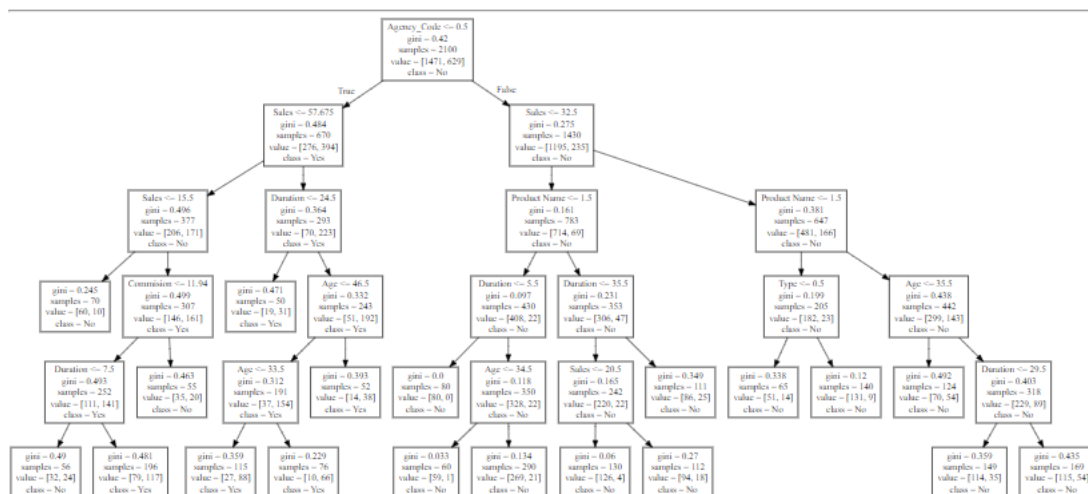 Agency_Code <= 0.5
gini = 0.42
samples = 2100
value = [1471, 629]
class = No
True
False
Sales <= 57.675
gini = 0.484
samples = 670
value = [276, 394]
class = Yes
Sales <= 32.5
gini = 0.275
samples = 1430
value = [1195, 235]
class = No
Sales <= 15.5
gini = 0.496
samples = 377
value = [206, 171]
class = No
Duration <= 24.5
gini = 0.364
samples = 293
value = [70, 223]
class = Yes
Product Name <= 1.5
gini = 0.161
samples = 783
value = [714, 69]
class = No
Product Name <= 1.5
gini = 0.381
samples = 647
value = [481, 166]
class = No
gini = 0.245
samples = 70
value = [60, 10]
class = No
Commision <= 11.94
gini = 0.499
samples = 307
value = [146, 161]
class = Yes
gini = 0.471
samples = 50
value = [19, 31]
class = Yes
Age <= 46.5
gini = 0.332
samples = 243
value = [51, 192]
class = Yes
Duration <= 5.5
gini = 0.097
samples = 430
value = [408, 22]
class = No
Duration <= 35.5
gini = 0.231
samples = 353
value = [306, 47]
class = No
Type <= 0.5
gini = 0.199
samples = 205
value = [182, 23]
class = No
Age <= 35.5
gini = 0.438
samples = 442
value = [299, 143]
class = No
Duration <= 7.5
gini = 0.493
samples = 252
value = [111, 141]
class = Yes
gini = 0.463
samples = 55
value = [35, 20]
class = No
Age <= 33.5
gini = 0.312
samples = 191
value = [37, 154]
class = Yes
gini = 0.393
samples = 52
value = [14, 38]
class = Yes
gini = 0.0
samples = 80
value = [80, 0]
class = No
Age <= 34.5
gini = 0.118
samples = 350
value = [328, 22]
class = No
Sales <= 20.5
gini = 0.165
samples = 242
value = [220, 22]
class = No
gini = 0.349
samples = 111
value = [86, 25]
class = No
gini = 0.338
samples = 65
value = [51, 14]
class = No
gini = 0.12
samples = 140
value = [131, 9]
class = No
gini = 0.492
samples = 124
value = [70, 54]
class = No
Duration <= 29.5
gini = 0.403
samples = 318
value = [229, 89]
class = No
gini = 0.49
samples = 56
value = [32, 24]
class = No
gini = 0.481
samples = 196
value = [79, 117]
class = Yes
gini = 0.359
samples = 115
value = [27, 88]
class = Yes
gini = 0.229
samples = 76
value = [10, 66]
class = Yes
gini = 0.033
samples = 60
value = [59, 1]
class = No
gini = 0.134
samples = 290
value = [269, 21]
class = No
gini = 0.06
samples = 130
value = [126, 4]
class = No
gini = 0.27
samples = 112
value = [94, 18]
class = No
gini = 0.359
samples = 149
value = [114, 35]
class = No
gini = 0.435
samples = 169
value = [115, 54]
class = No